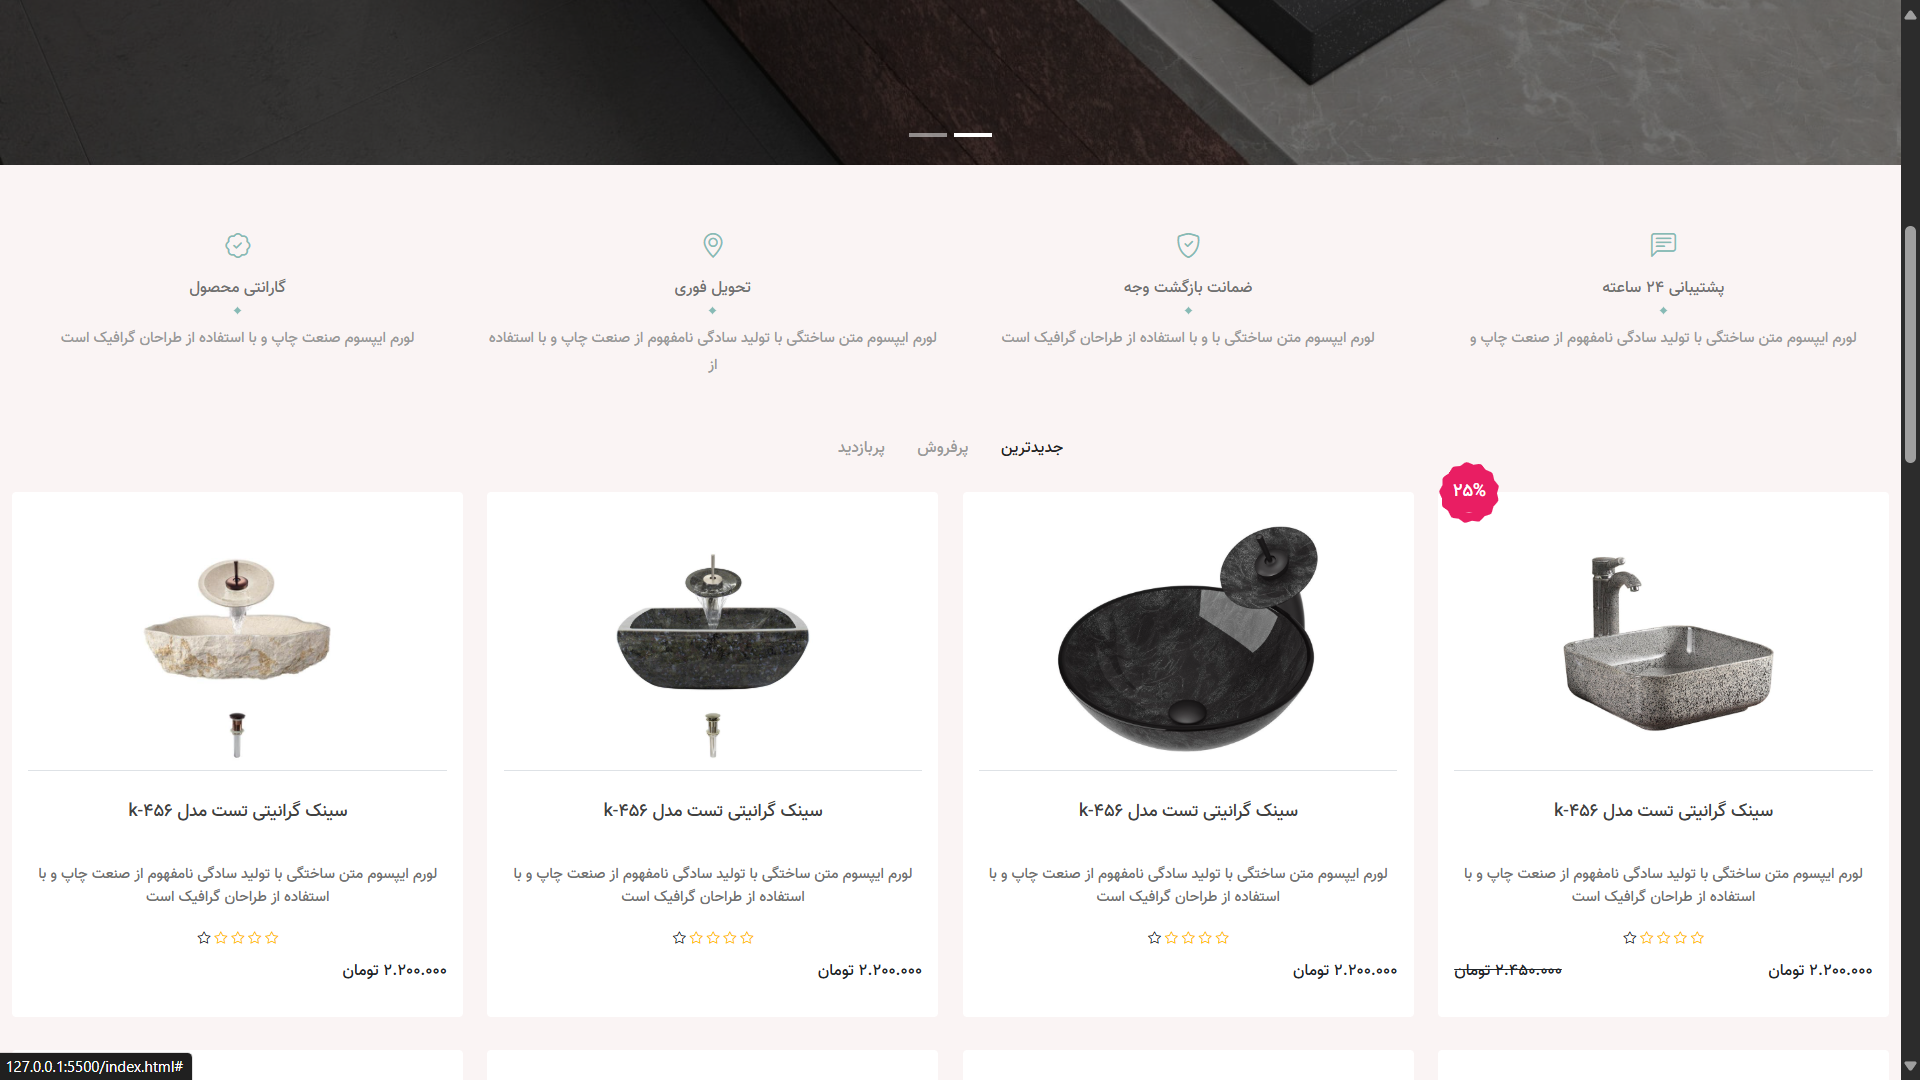 پشتیبانی ۲۴ ساعته
لورم ایپسوم متن ساختگی با تولید سادگی نامفهوم از صنعت چاپ و
ضمانت بازگشت وجه
لورم ایپسوم متن ساختگی با و با استفاده از طراحان گرافیک است
تحویل فوری
لورم ایپسوم متن ساختگی با تولید سادگی نامفهوم از صنعت چاپ و با استفاده
از
گارانتی محصول
لورم ایپسوم صنعت چاپ و با استفاده از طراحان گرافیک است
جدیدترین
پرفروش
پربازدید
۲۵%
سینک گرانیتی تست مدل k-۴۵۶
لورم ایپسوم متن ساختگی با تولید سادگی نامفهوم از صنعت چاپ و با
استفاده از طراحان گرافیک است
۲.۲۰۰.۰۰۰ تومان
۲.۴۵۰.۰۰۰ تومان
سینک گرانیتی تست مدل k-۴۵۶
لورم ایپسوم متن ساختگی با تولید سادگی نامفهوم از صنعت چاپ و با
استفاده از طراحان گرافیک است
۲.۲۰۰.۰۰۰ تومان
سینک گرانیتی تست مدل k-۴۵۶
لورم ایپسوم متن ساختگی با تولید سادگی نامفهوم از صنعت چاپ و با
استفاده از طراحان گرافیک است
۲.۲۰۰.۰۰۰ تومان
سینک گرانیتی تست مدل k-۴۵۶
لورم ایپسوم متن ساختگی با تولید سادگی نامفهوم از صنعت چاپ و با
استفاده از طراحان گرافیک است
۲.۲۰۰.۰۰۰ تومان
127.0.0.1:5500/index.html#